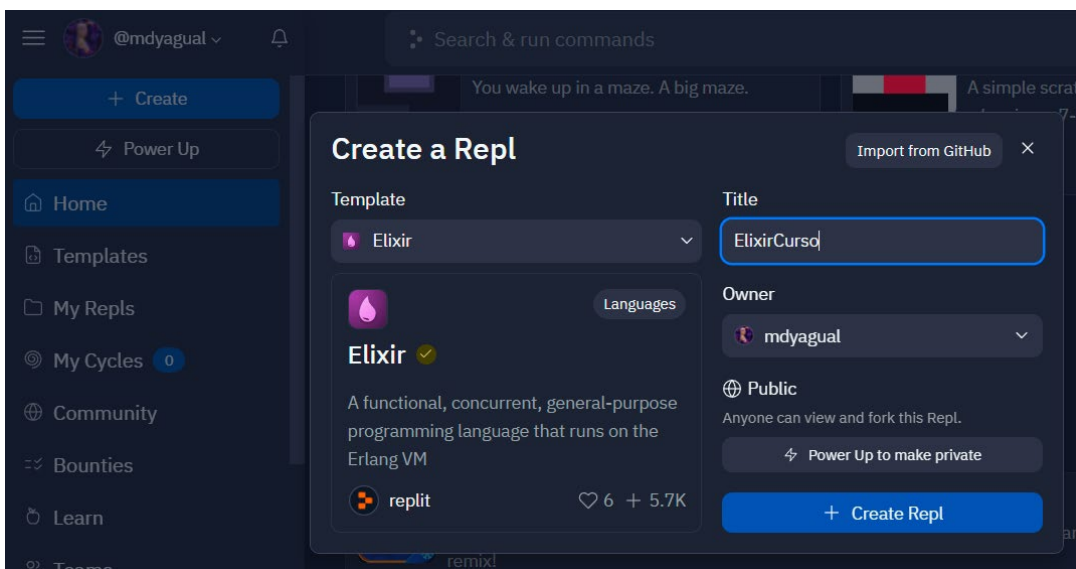 @mdyagual
Search & run commands
+ Create
Power Up
Home
Templates
My Repls
My Cycles 0
Community
Bounties
Learn
Teams
You wake up in a maze. A big maze.
A simple scrat
7-
Create a Repl
Import from GitHub
Template
Elixir
Languages
Elixir
A functional, concurrent, general-purpose
programming language that runs on the
Erlang VM
replit
6 + 5.7K
Title
ElixirCurso
Owner
mdyagual
Public
Anyone can view and fork this Repl.
Power Up to make private
+ Create Repl
remix!